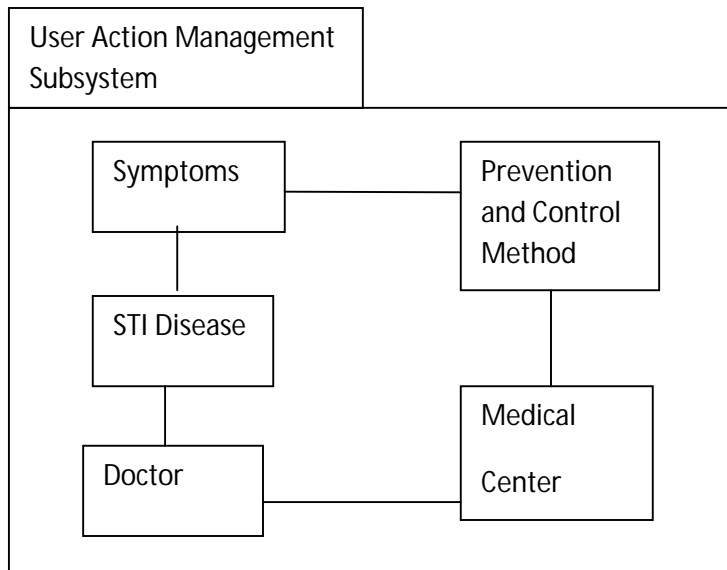 User Action Management
Subsystem
Symptoms
Prevention
and Control
Method
STI Disease
Medical
Center
Doctor